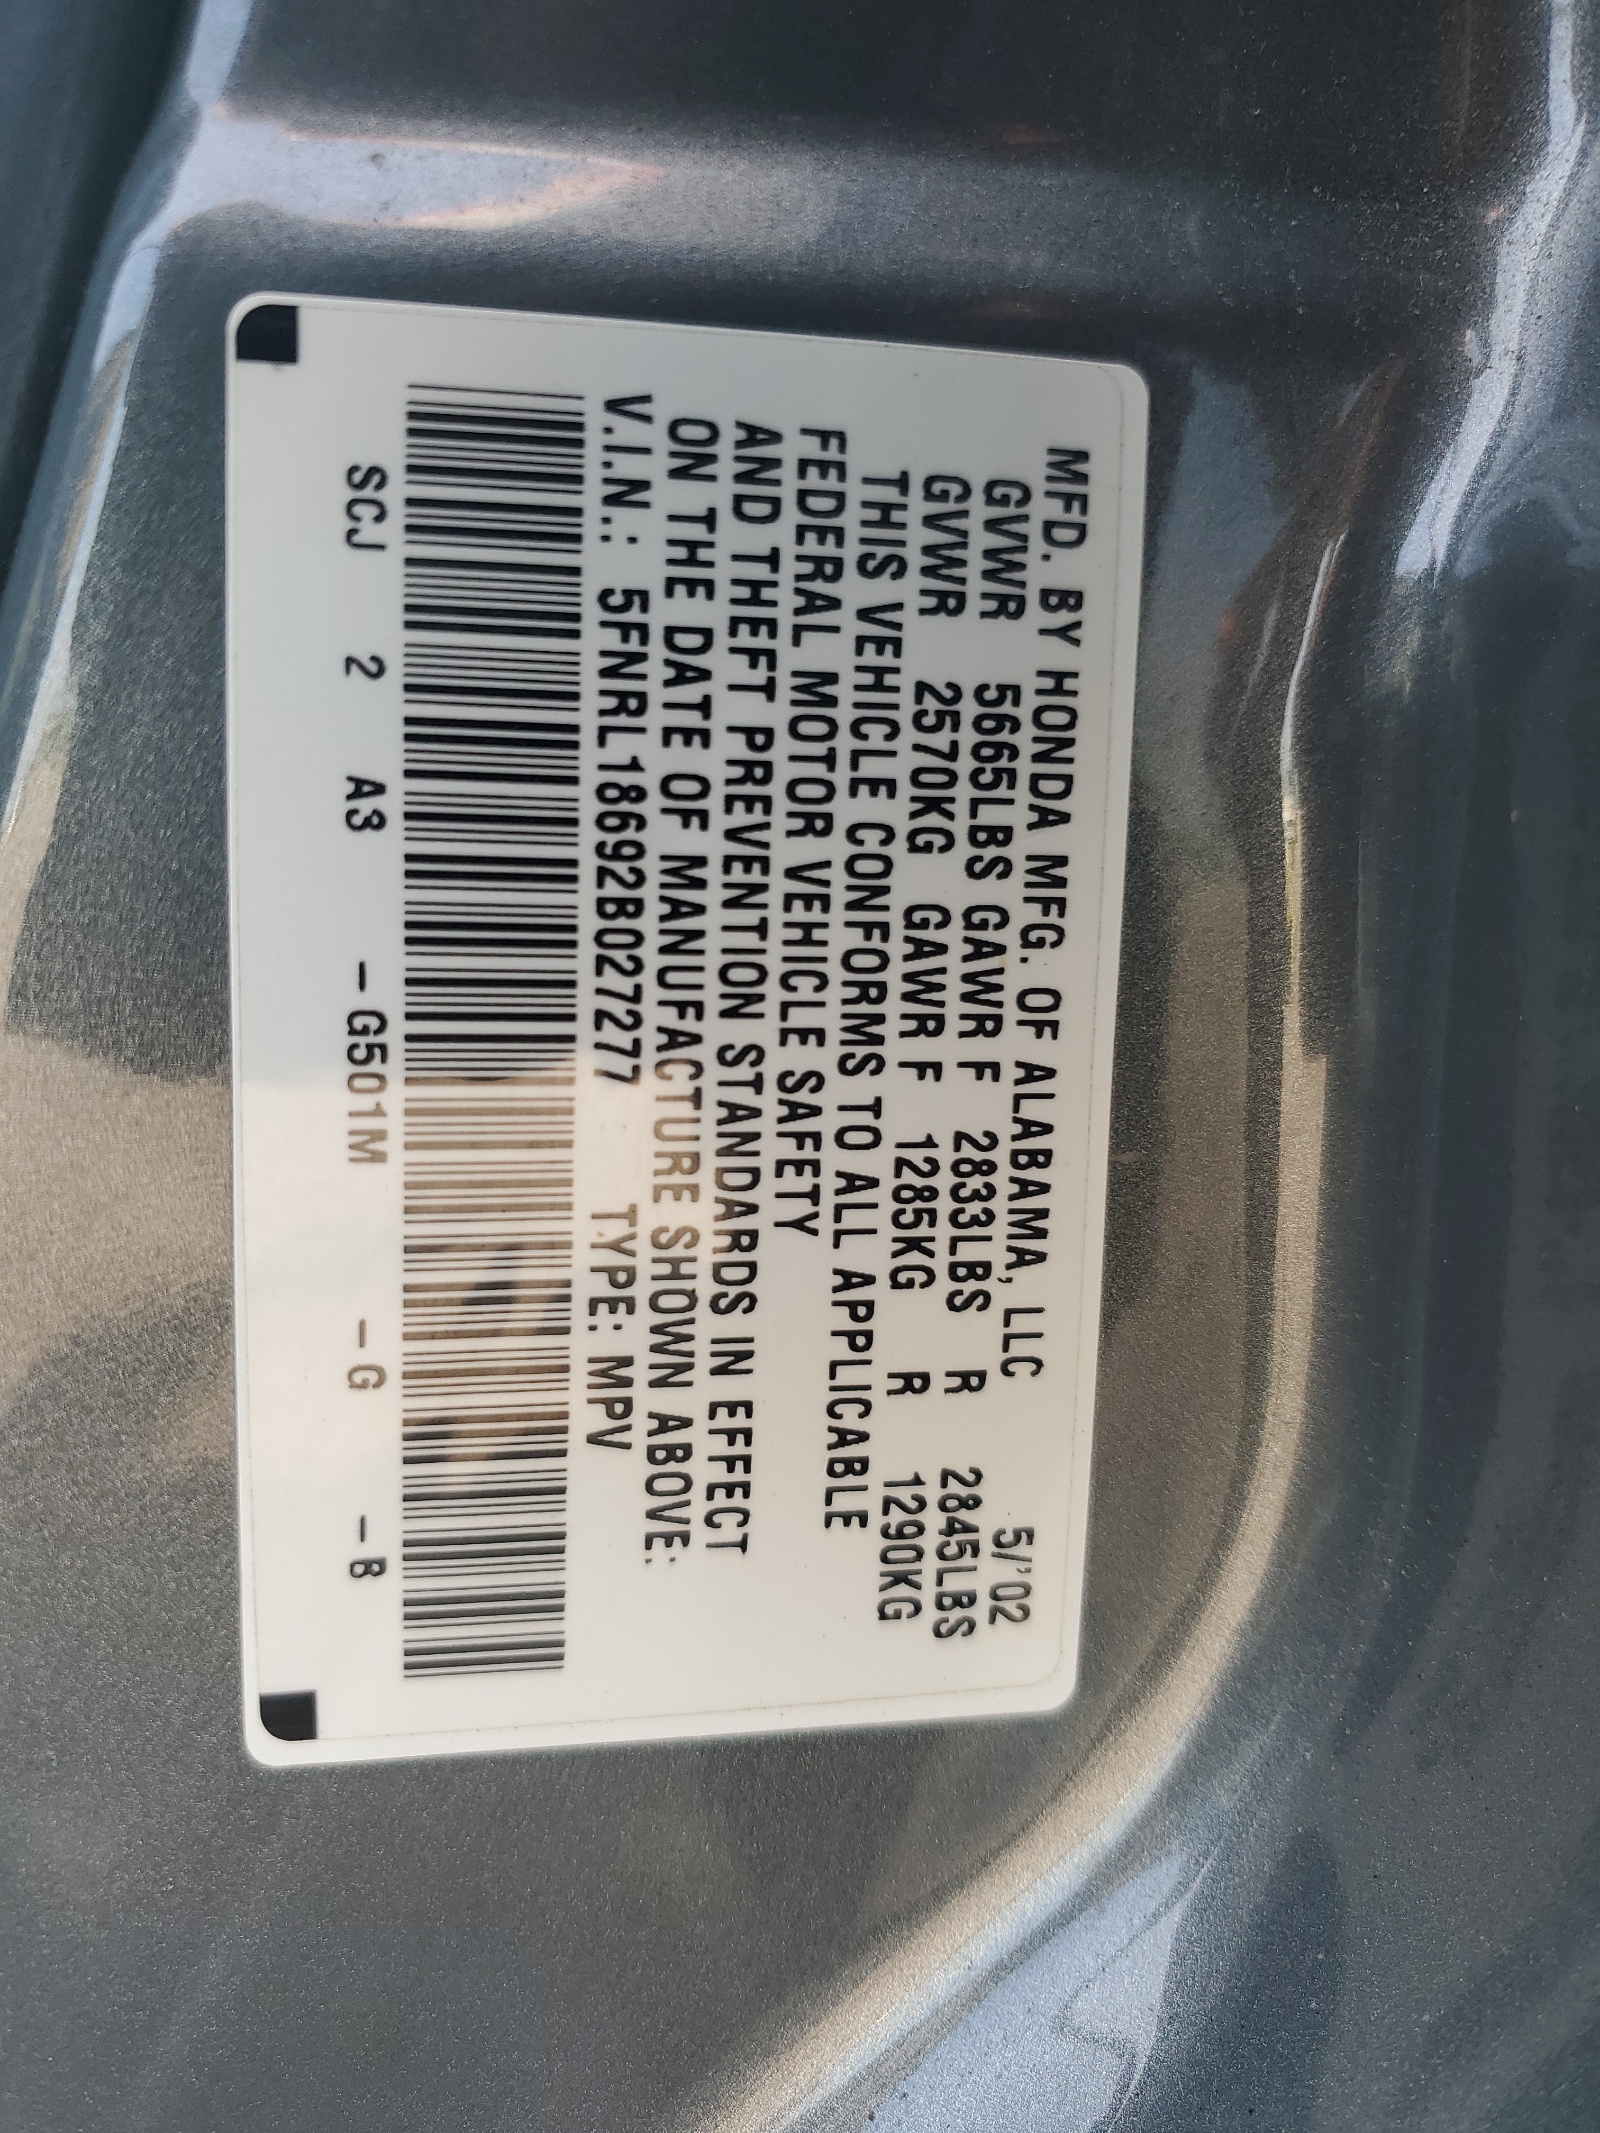 MFD. BY HONDA MFG. OF ALABAMA, LLC 5/'02
GVWR 5665LBS GAWR F 2833LBS R 2845LBS
GVWR 2570KG GAWR F 1285KG R 1290KG
THIS VEHICLE CONFORMS TO ALL APPLICABLE
FEDERAL MOTOR VEHICLE SAFETY
AND THEFT PREVENTION STANDARDS IN EFFECT
ON THE DATE OF MANUFACTURE SHOWN ABOVE:
V.I.N.: 5FNRL18692B027277 TYPE: MPV
SCJ 2 A3 -G501M -G -B